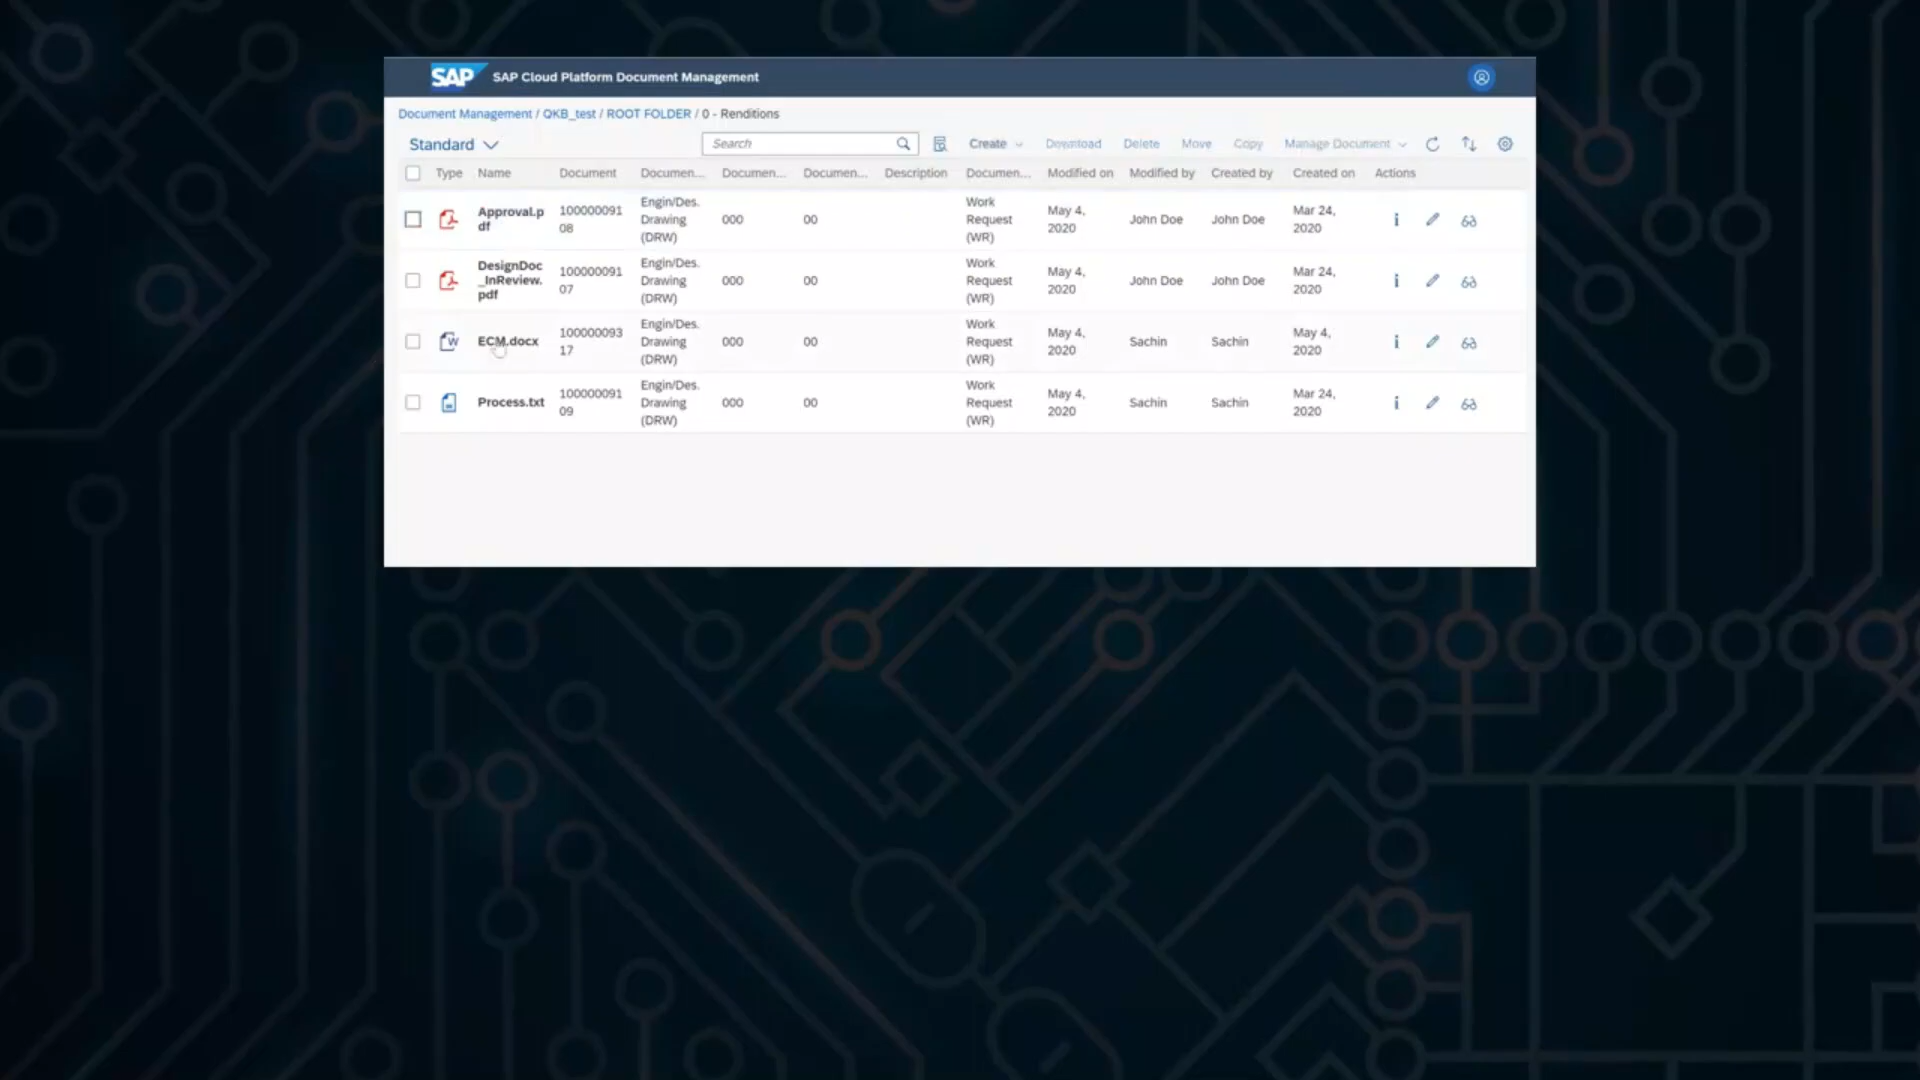 SAP SAP Cloud Platform Document Management
Document Management / QKB_test / ROOT FOLDER / 0 - Renditions
Standard Search Create Download Delete Move Copy Manage Document
Type Name Document Documen... Documen... Documen... Description Documen... Modified on Modified by Created by Created on Actions
Approval.p
df
100000091
08
Engin/Des.
Drawing
(DRW)
000
00
Work
Request
(WR)
May 4,
2020
John Doe
John Doe
Mar 24,
2020
DesignDoc
_InReview.
pdf
100000091
07
Engin/Des.
Drawing
(DRW)
000
00
Work
Request
(WR)
May 4,
2020
John Doe
John Doe
Mar 24,
2020
ECM.docx
100000093
17
Engin/Des.
Drawing
(DRW)
000
00
Work
Request
(WR)
May 4,
2020
Sachin
Sachin
May 4,
2020
Process.txt
100000091
09
Engin/Des.
Drawing
(DRW)
000
00
Work
Request
(WR)
May 4,
2020
Sachin
Sachin
Mar 24,
2020